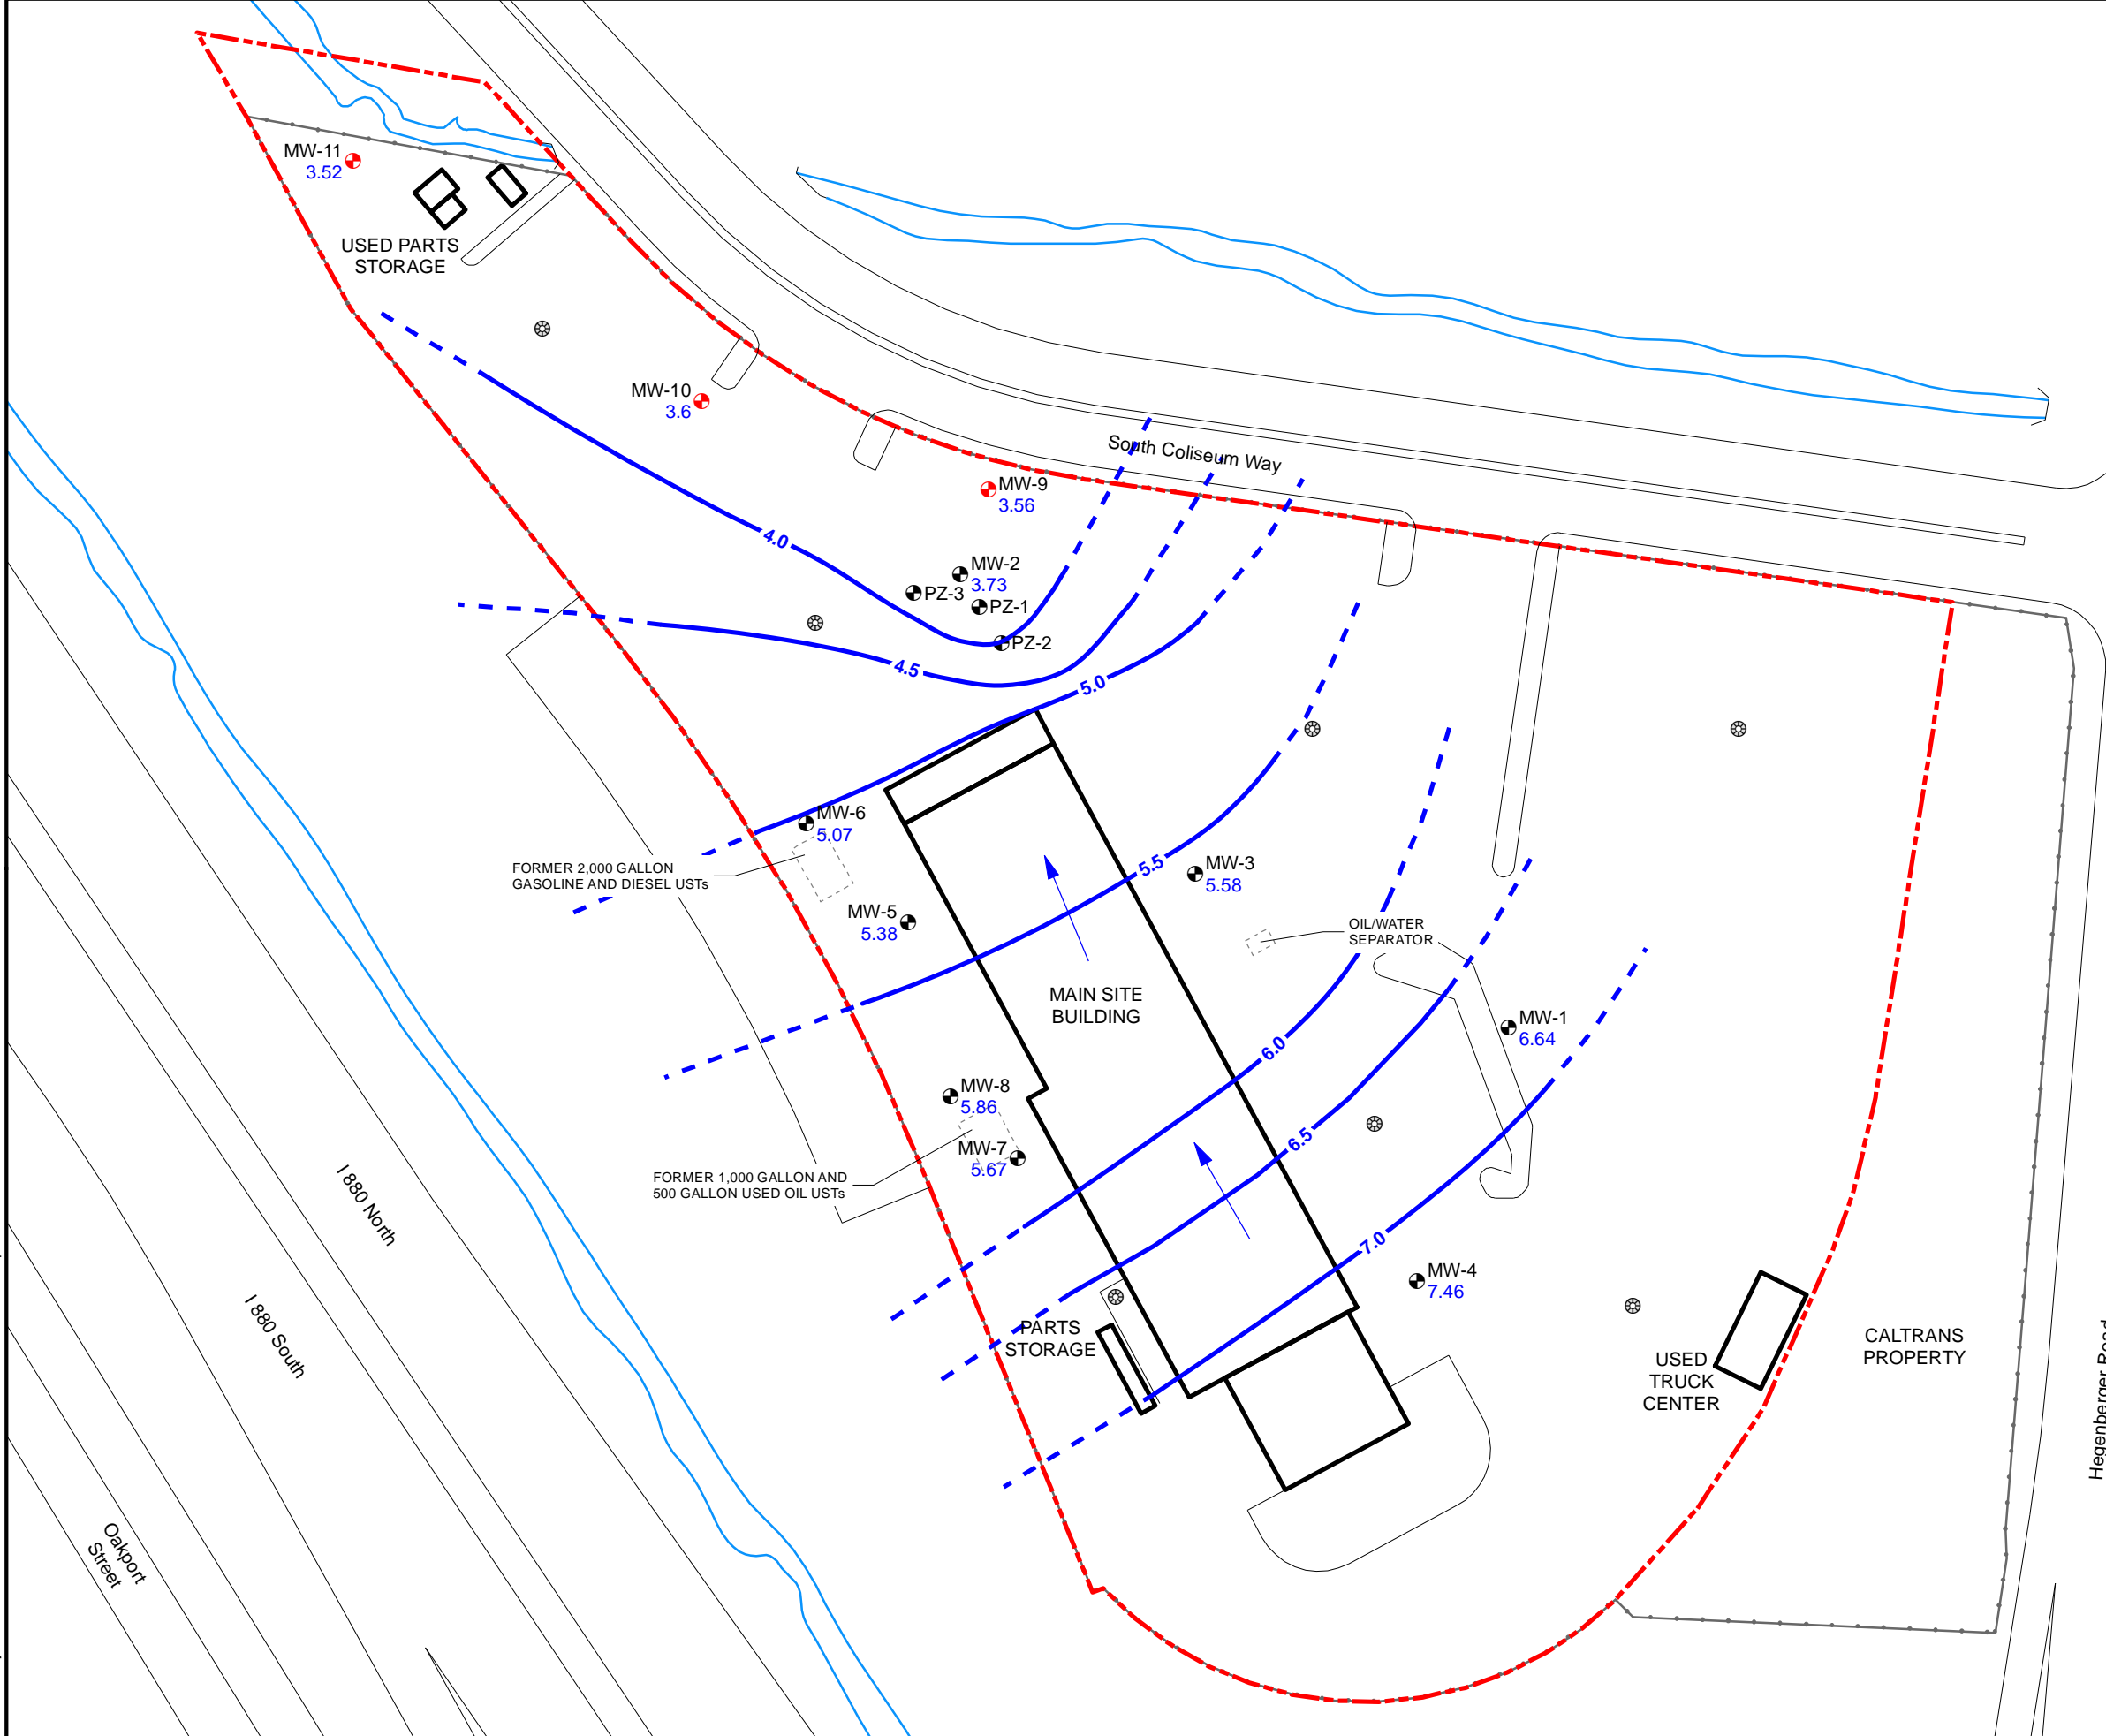 MW-11
3.52
USED PARTS
STORAGE
MW-10
3.6
South Coliseum Way
MW-9
3.56
4.0
MW-2
3.73
PZ-3
PZ-1
PZ-2
4.5
5.0
MW-6
5.07
FORMER 2,000 GALLON
GASOLINE AND DIESEL USTs
5.5
MW-3
5.58
MW-5
5.38
OIL/WATER
SEPARATOR
MAIN SITE
BUILDING
MW-1
6.64
6.0
MW-8
5.86
MW-7
5.67
6.5
FORMER 1,000 GALLON AND
500 GALLON USED OIL USTs
I 880 North
7.0
MW-4
7.46
I 880 South
PARTS
STORAGE
USED
TRUCK
CENTER
CALTRANS
PROPERTY
Hegenberger Road
Oakport
Street